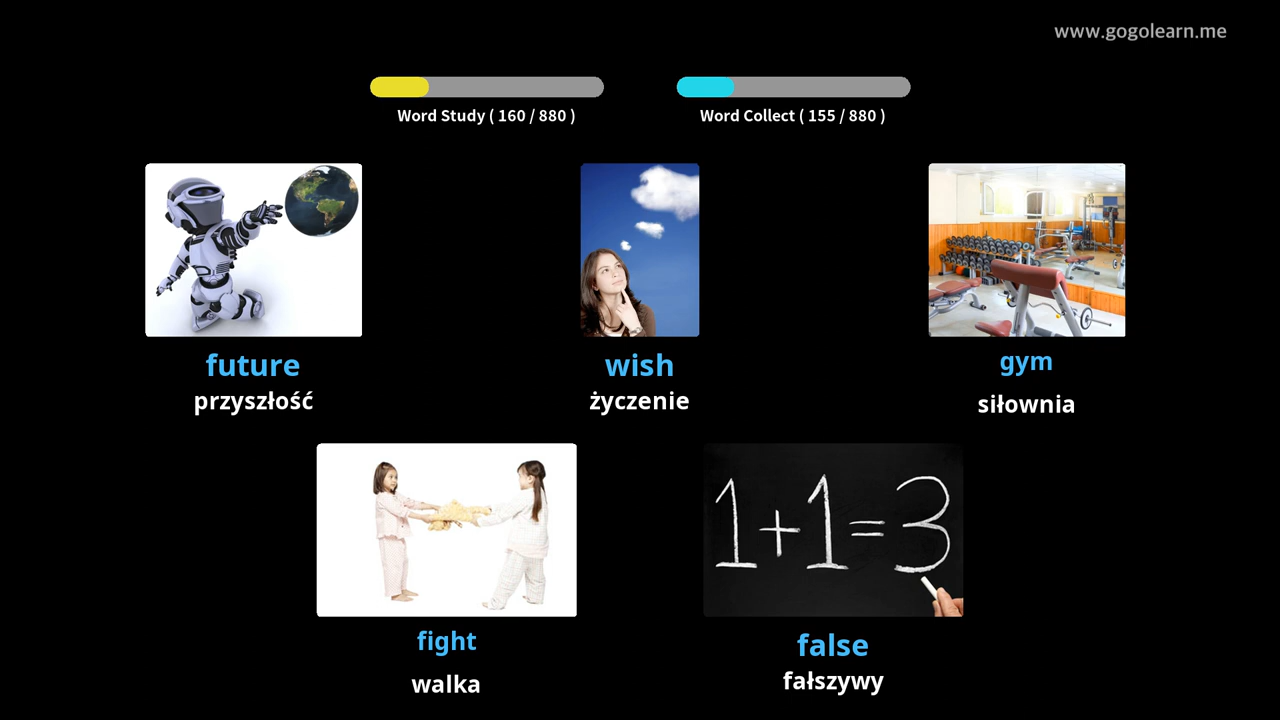 www.gogolearn.me
Word Study ( 160 / 880 )
Word Collect ( 155 / 880 )
future
przyszłość
wish
życzenie
gym
siłownia
1+1=3
fight
walka
false
fałszywy